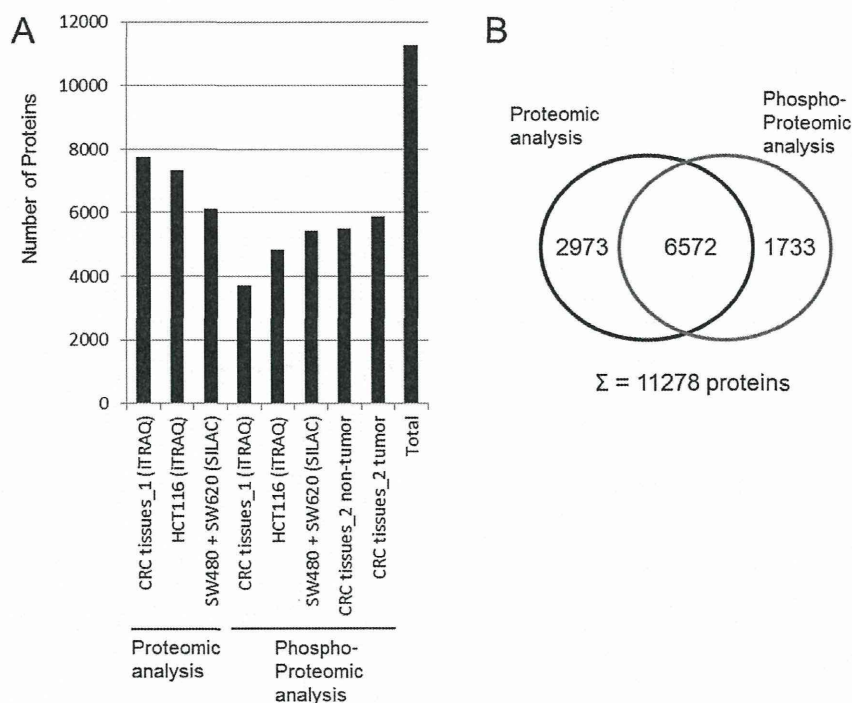 A
Number of Proteins
12000
10000
8000
6000
4000
2000
0
CRC tissues_1 (iTRAQ)
HCT116 (iTRAQ)
SW480 + SW620 (SILAC)
CRC tissues_1 (iTRAQ)
HCT116 (iTRAQ)
SW480 + SW620 (SILAC)
CRC tissues_2 non-tumor
CRC tissues_2 tumor
Total
Proteomic
analysis
Phospho-
Proteomic
analysis
B
Proteomic
analysis
Phospho-
Proteomic
analysis
2973
6572
1733
Σ = 11278 proteins